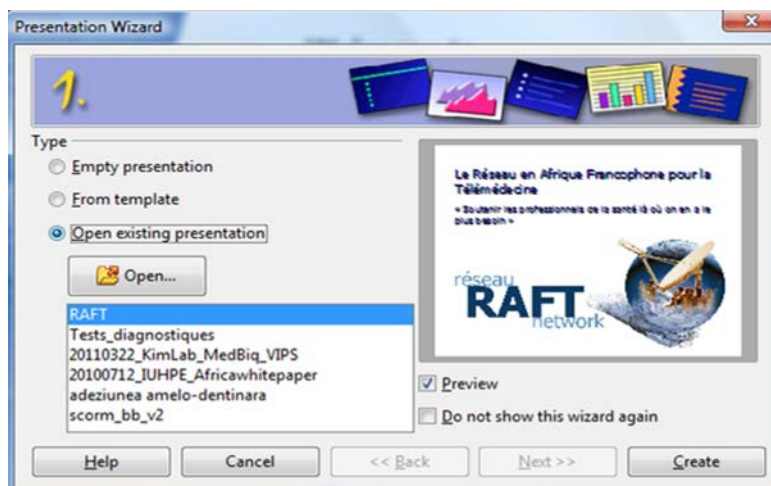 Presentation Wizard
1.
Type
Empty presentation
From template
Open existing presentation
Open...
RAFT
Tests_diagnostiques
20110322_KimLab_MedBiq_VIPS
20100712_IUHPE_Africawhitepaper
adeziunea amelo-dentinara
scorm_bb_v2
Le Réseau en Afrique Francophone pour la
Télémédecine
« Soutenir les professionnels de la santé là où on en a le
plus besoin »
réseau
RAFT
network
Preview
Do not show this wizard again
Help
Cancel
<< Back
Next >>
Create